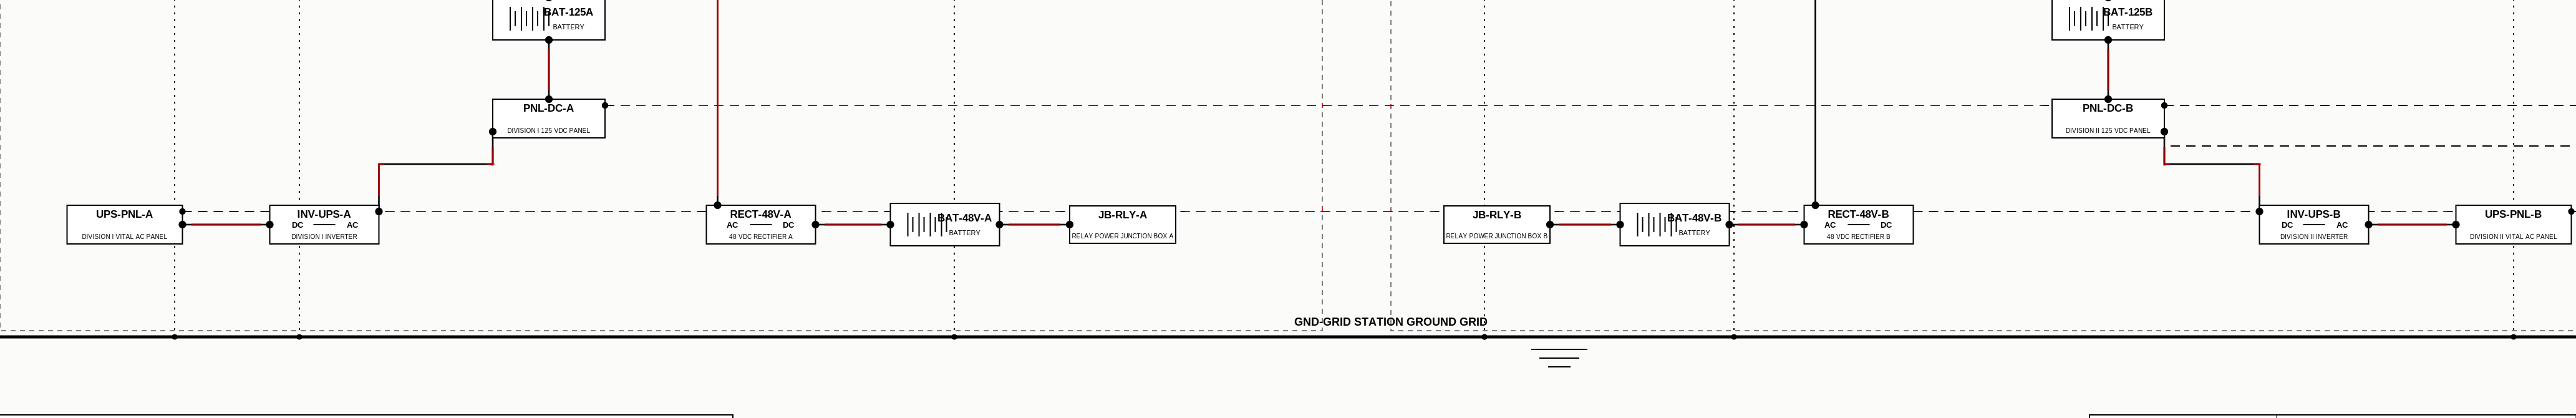 BAT-125A
BATTERY
BAT-125B
BATTERY
PNL-DC-A
DIVISION I 125 VDC PANEL
PNL-DC-B
DIVISION II 125 VDC PANEL
UPS-PNL-A
DIVISION I VITAL AC PANEL
INV-UPS-A
DC AC
DIVISION I INVERTER
RECT-48V-A
AC DC
48 VDC RECTIFIER A
BAT-48V-A
BATTERY
JB-RLY-A
RELAY POWER JUNCTION BOX A
JB-RLY-B
RELAY POWER JUNCTION BOX B
BAT-48V-B
BATTERY
RECT-48V-B
AC DC
48 VDC RECTIFIER B
INV-UPS-B
DC AC
DIVISION II INVERTER
UPS-PNL-B
DIVISION II VITAL AC PANEL
GND-GRID STATION GROUND GRID